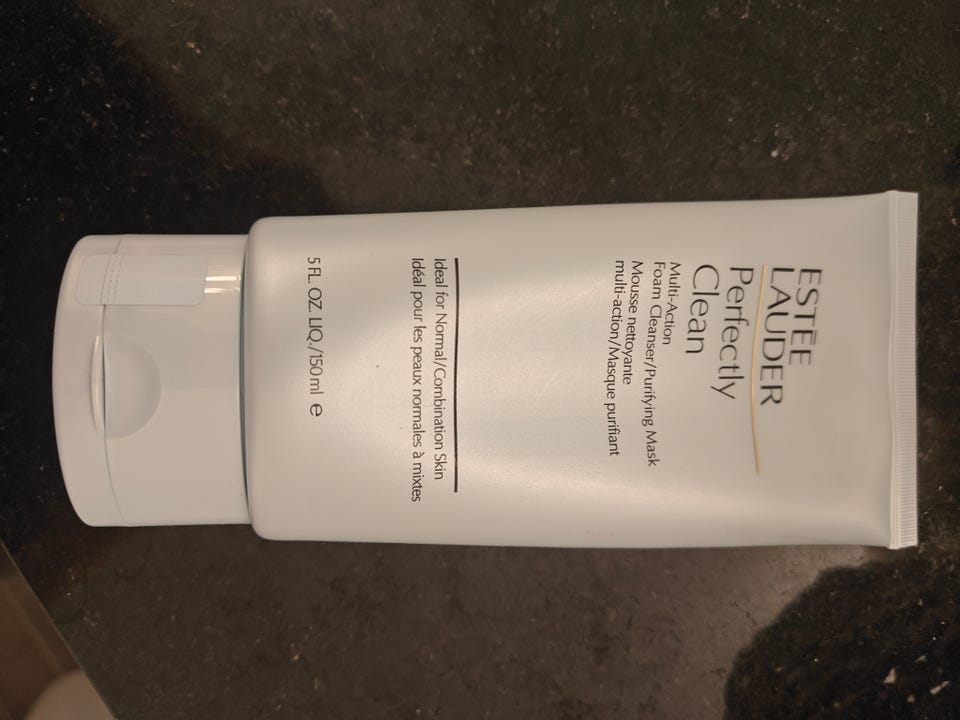 ESTĒE
LAUDER
Perfectly
Clean
Multi-Action
Foam Cleanser/Purifying Mask
Mousse nettoyante
multi-action/Masque purifiant
Ideal for Normal/Combination Skin
Idéal pour les peaux normales à mixtes
5 FL. OZ. LIQ./150 ml ℮